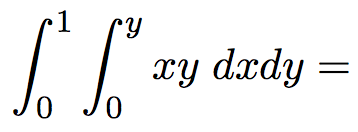 ∫₀¹ ∫₀ʸ xy dxdy =